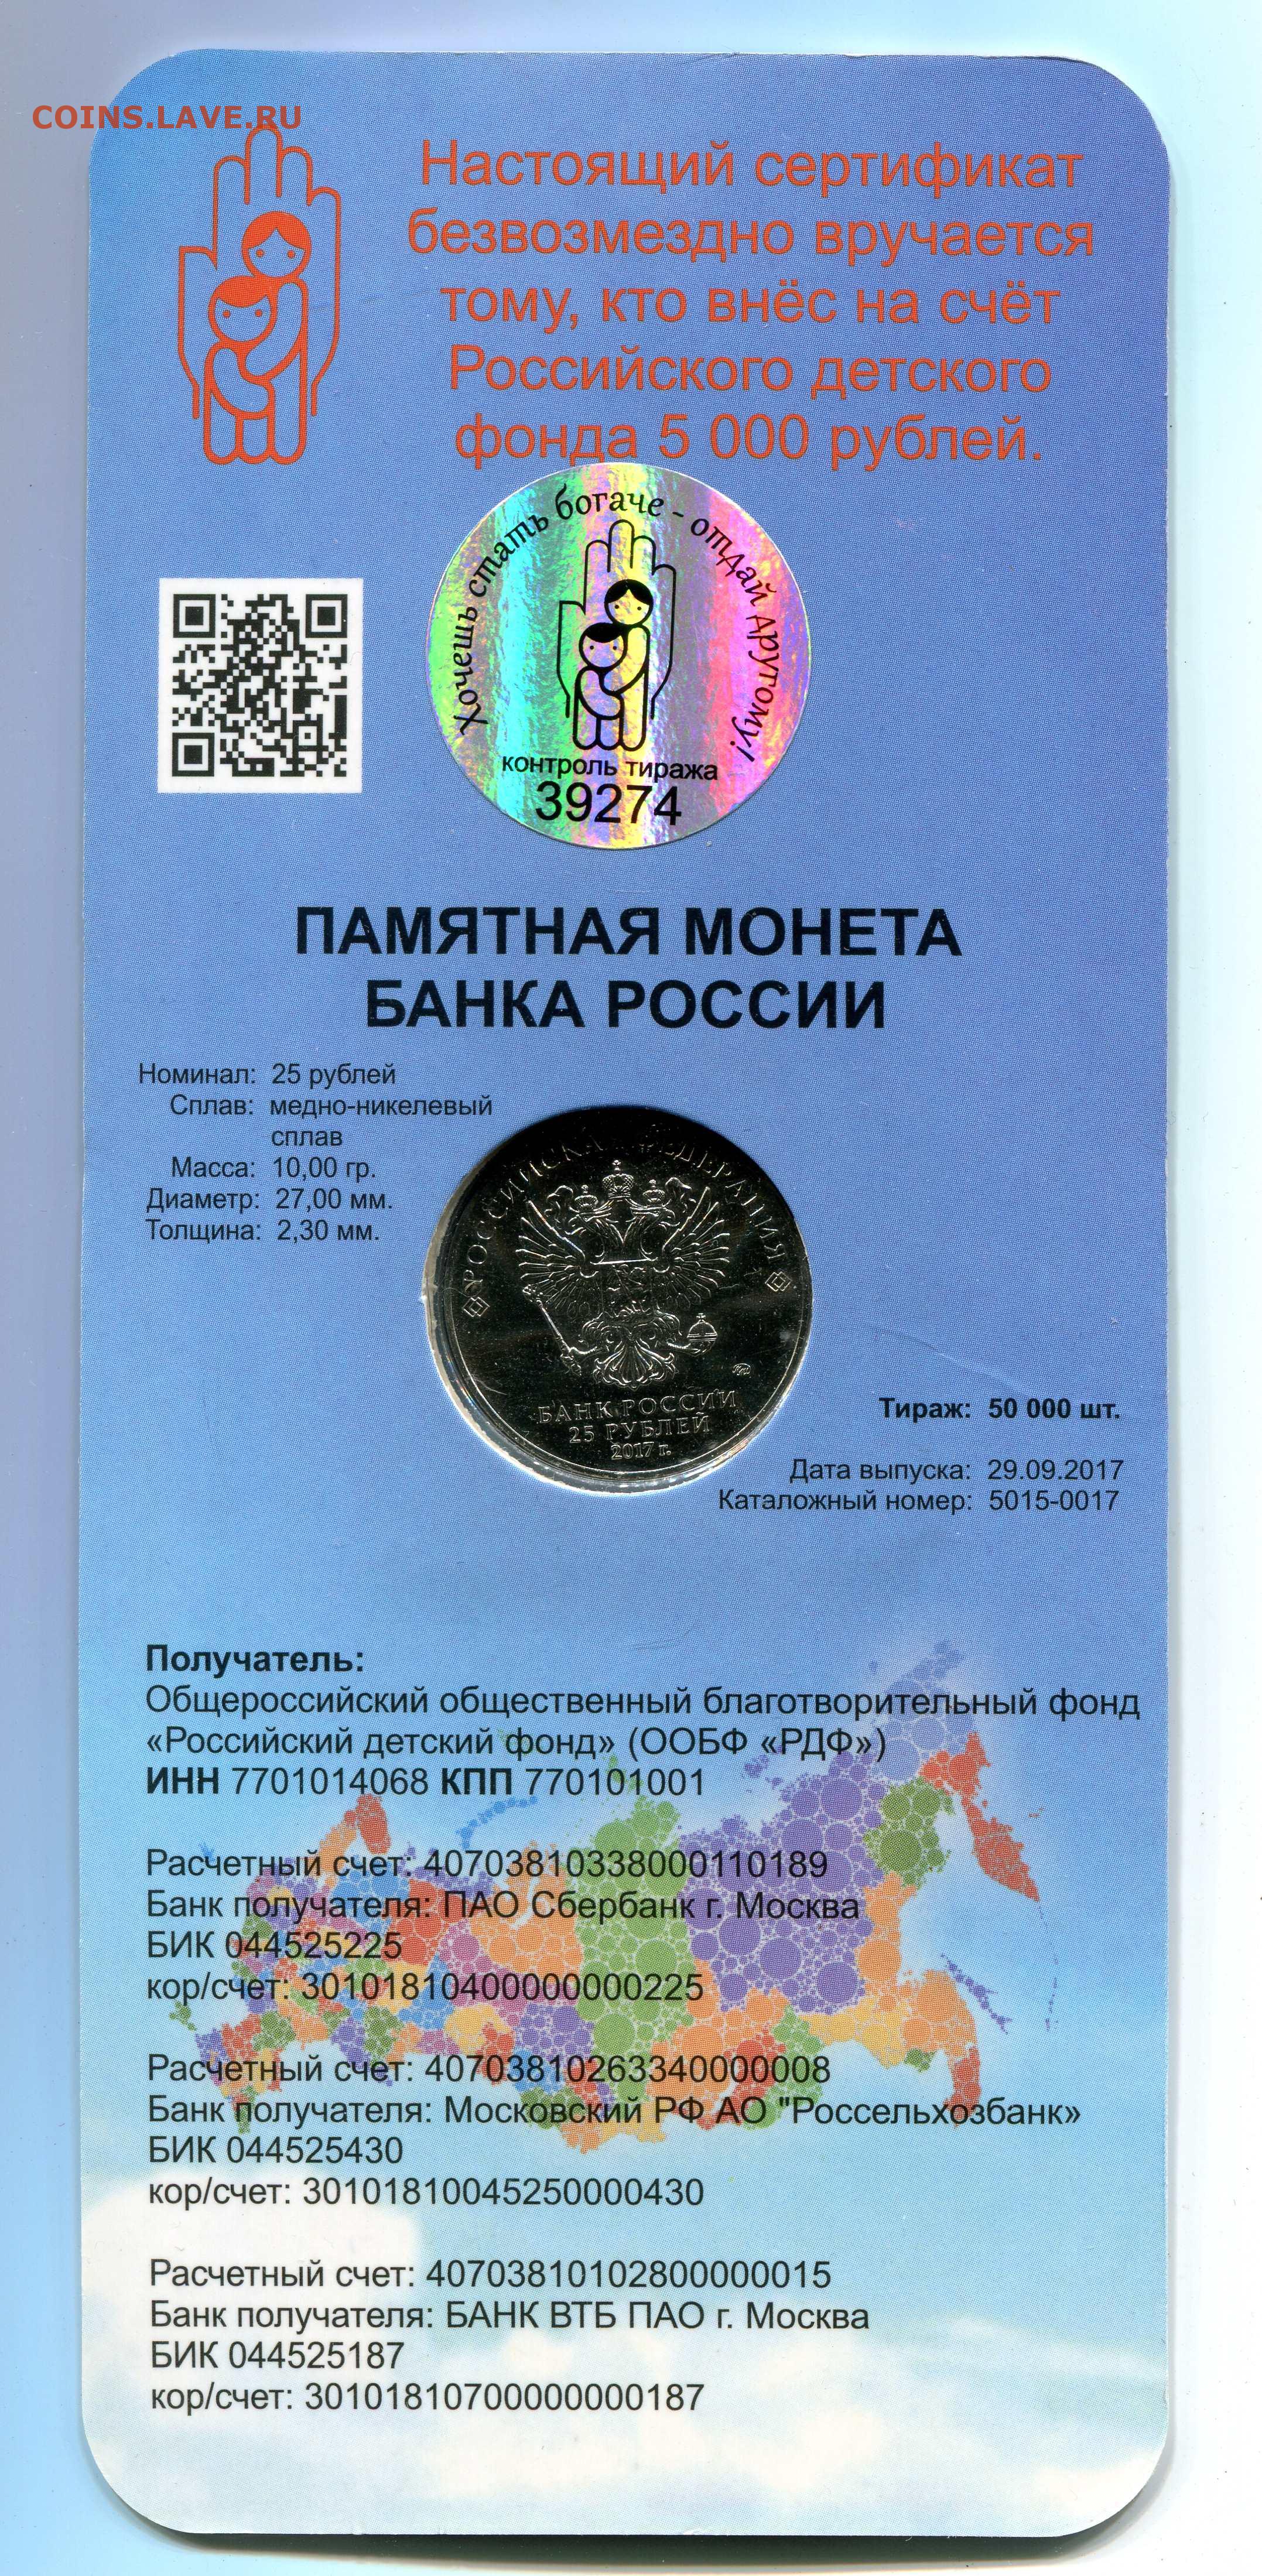 COINS.LAVE.RU
Настоящий сертификат
безвозмездно вручается
тому, кто внёс на счёт
Российского детского
фонда 5 000 рублей.
Хочешь стать богаче - отдай другому!
контроль тиража
39274
ПАМЯТНАЯ МОНЕТА
БАНКА РОССИИ
Номинал: 25 рублей
Сплав: медно-никелевый
сплав
Масса: 10,00 гр.
Диаметр: 27,00 мм.
Толщина: 2,30 мм.
РОССИЙСКАЯ ФЕДЕРАЦИЯ
БАНК РОССИИ
25 РУБЛЕЙ
2017 г.
Тираж: 50 000 шт.
Дата выпуска: 29.09.2017
Каталожный номер: 5015-0017
Получатель:
Общероссийский общественный благотворительный фонд
«Российский детский фонд» (ООБФ «РДФ»)
ИНН 7701014068 КПП 770101001
Расчетный счет: 40703810338000110189
Банк получателя: ПАО Сбербанк г. Москва
БИК 044525225
кор/счет: 30101810400000000225
Расчетный счет: 40703810263340000008
Банк получателя: Московский РФ АО "Россельхозбанк»
БИК 044525430
кор/счет: 30101810045250000430
Расчетный счет: 40703810102800000015
Банк получателя: БАНК ВТБ ПАО г. Москва
БИК 044525187
кор/счет: 30101810700000000187